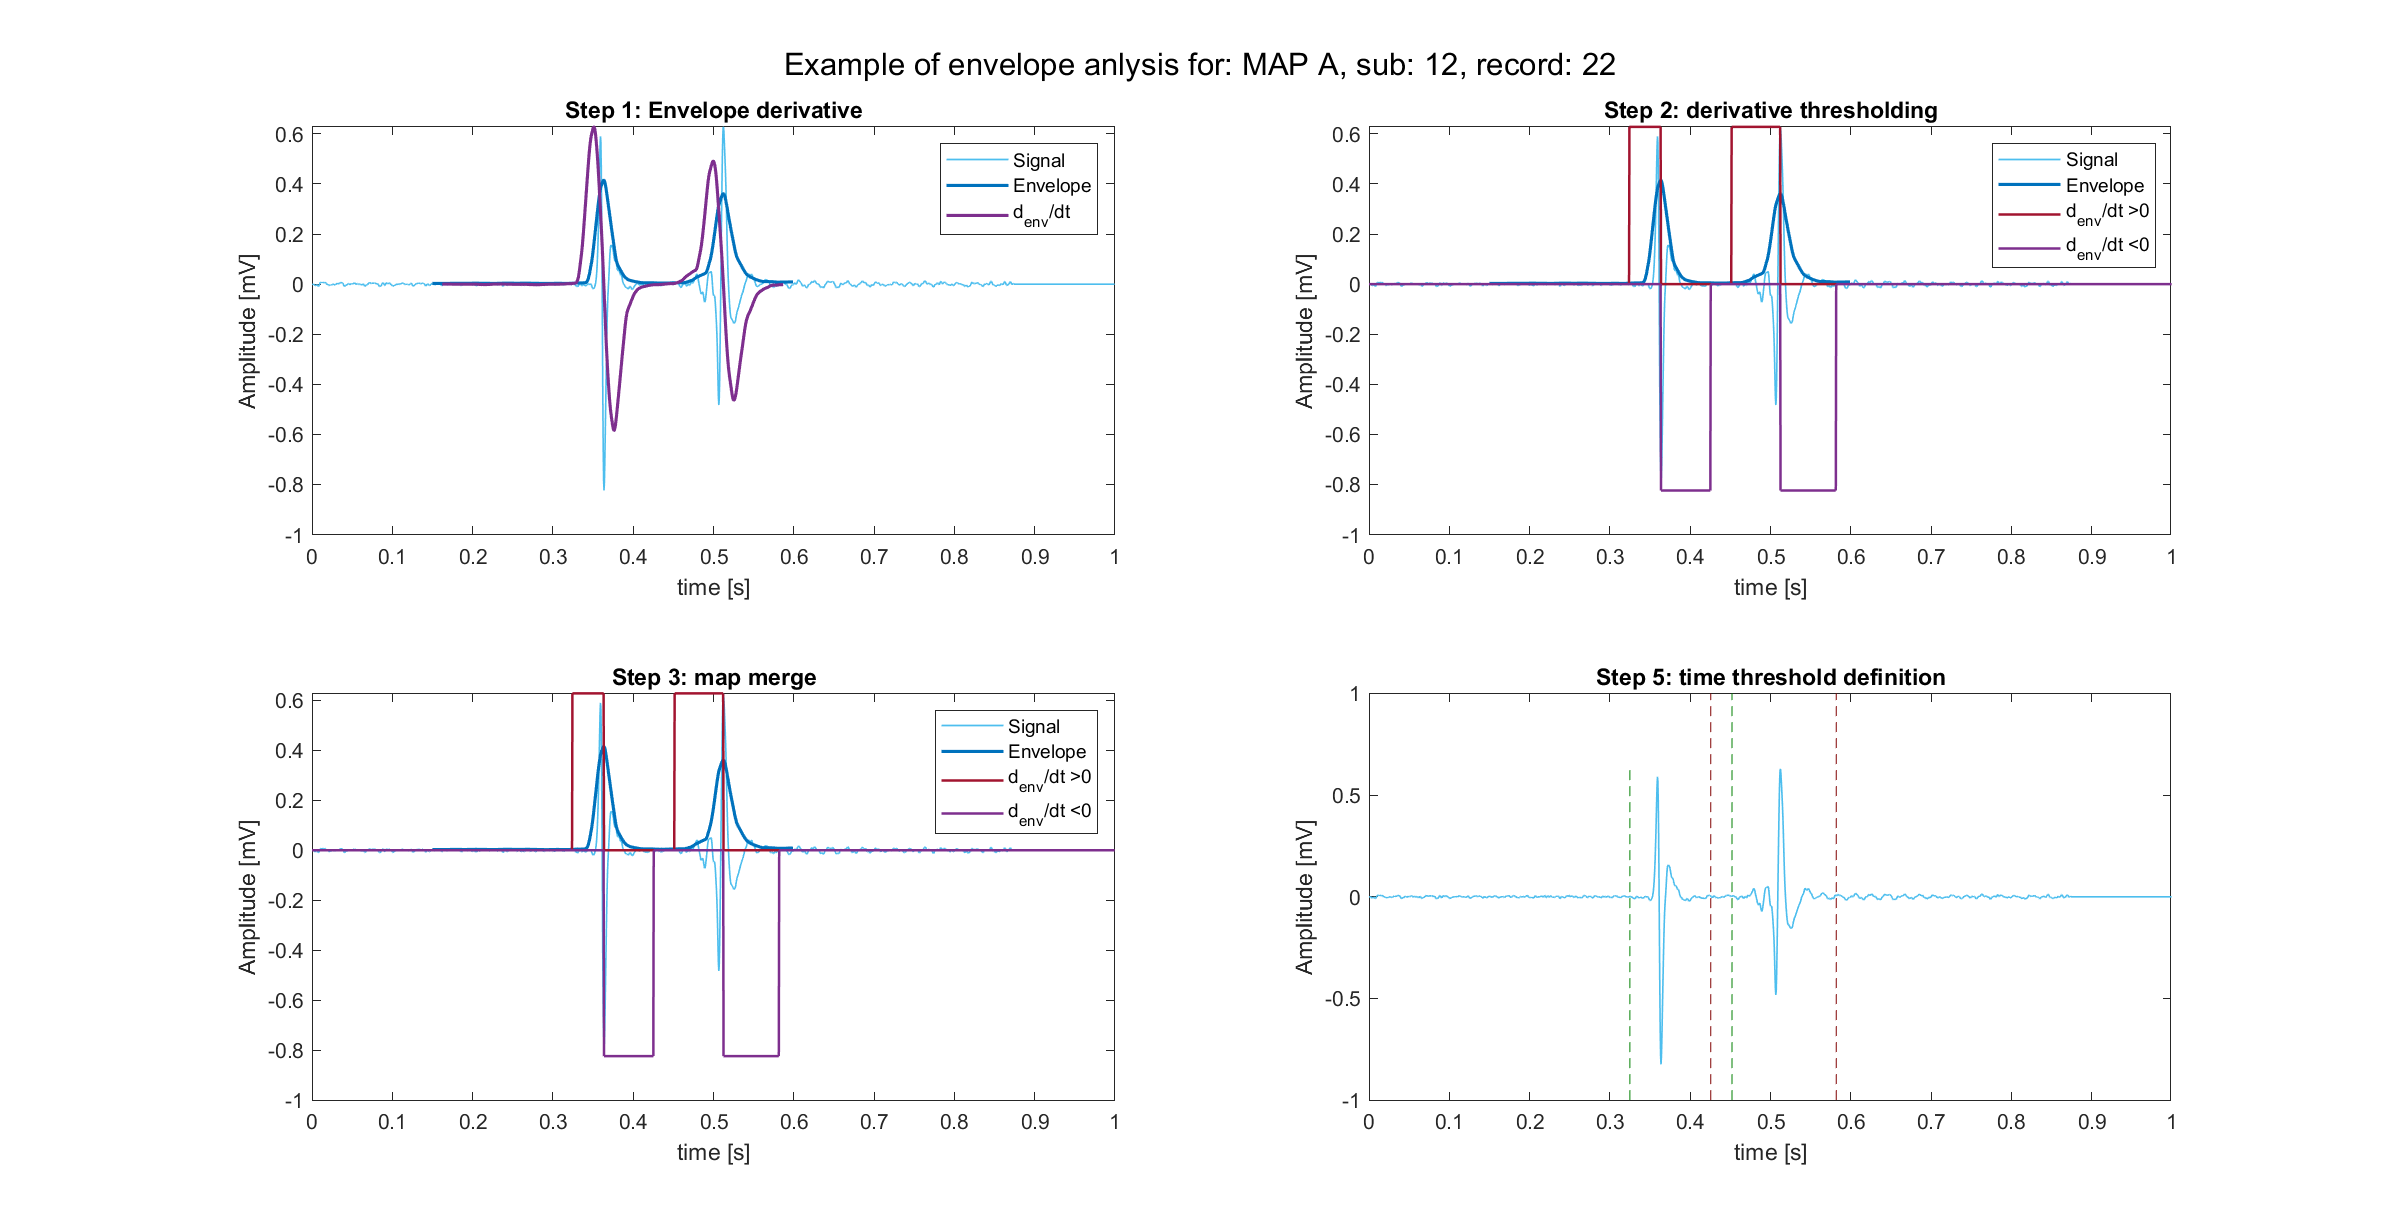 Example of envelope anlysis for: MAP A, sub: 12, record: 22
Step 1: Envelope derivative
0.6
0.4
0.2
0
-0.2
-0.4
-0.6
-0.8
-1
Amplitude [mV]
Signal
Envelope
d_env/dt
0 0.1 0.2 0.3 0.4 0.5 0.6 0.7 0.8 0.9 1
time [s]
Step 2: derivative thresholding
0.6
0.4
0.2
0
-0.2
-0.4
-0.6
-0.8
-1
Amplitude [mV]
Signal
Envelope
d_env/dt >0
d_env/dt <0
0 0.1 0.2 0.3 0.4 0.5 0.6 0.7 0.8 0.9 1
time [s]
Step 3: map merge
0.6
0.4
0.2
0
-0.2
-0.4
-0.6
-0.8
-1
Amplitude [mV]
Signal
Envelope
d_env/dt >0
d_env/dt <0
0 0.1 0.2 0.3 0.4 0.5 0.6 0.7 0.8 0.9 1
time [s]
Step 5: time threshold definition
1
0.5
0
-0.5
-1
Amplitude [mV]
0 0.1 0.2 0.3 0.4 0.5 0.6 0.7 0.8 0.9 1
time [s]